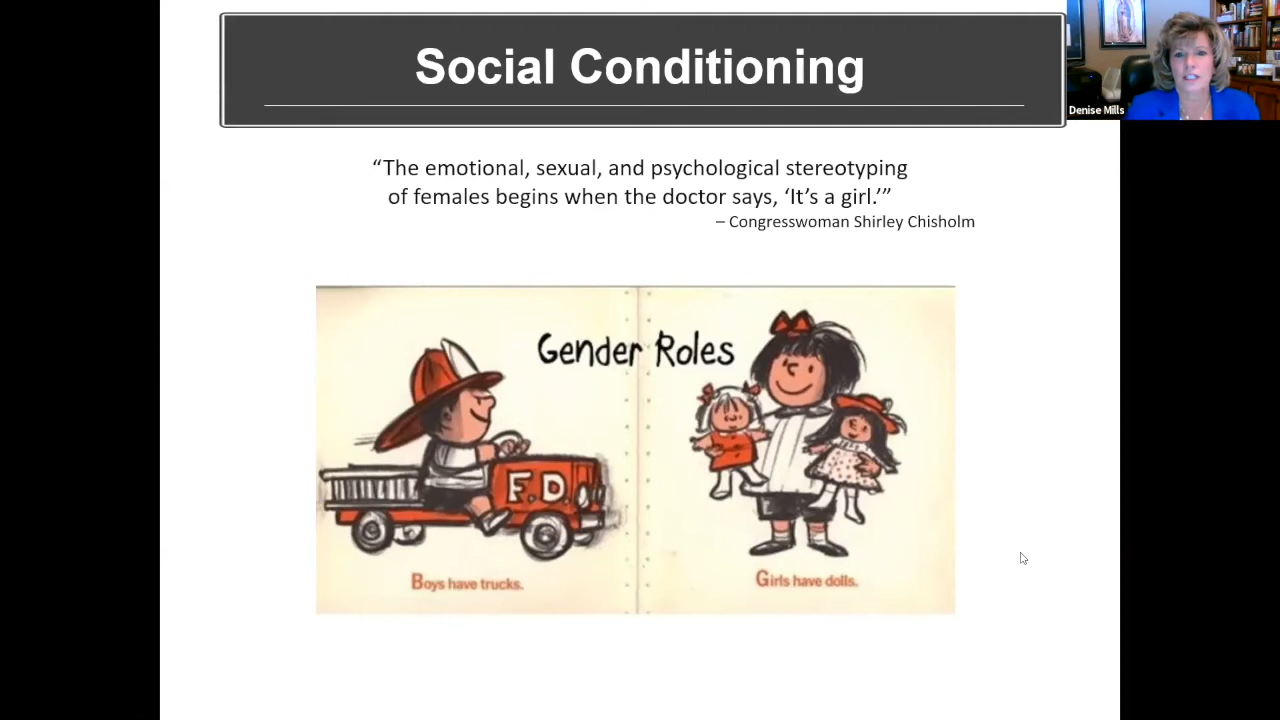 Social Conditioning
Denise Mills
“The emotional, sexual, and psychological stereotyping
of females begins when the doctor says, ‘It’s a girl.’”
– Congresswoman Shirley Chisholm
Gender Roles
F.D.
Boys have trucks.
Girls have dolls.